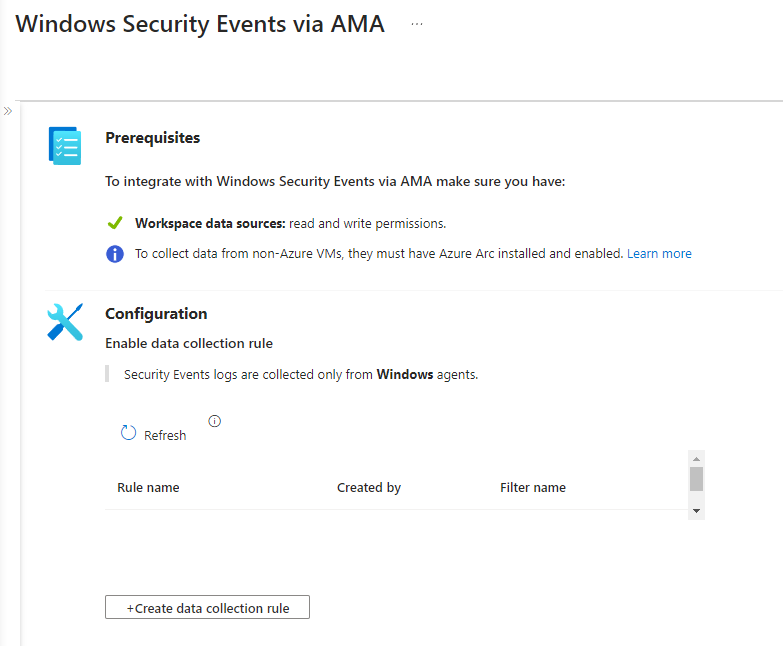 Windows Security Events via AMA ...
»
Prerequisites
To integrate with Windows Security Events via AMA make sure you have:
Workspace data sources: read and write permissions.
To collect data from non-Azure VMs, they must have Azure Arc installed and enabled. Learn more
Configuration
Enable data collection rule
Security Events logs are collected only from Windows agents.
Refresh
Rule name Created by Filter name
+Create data collection rule